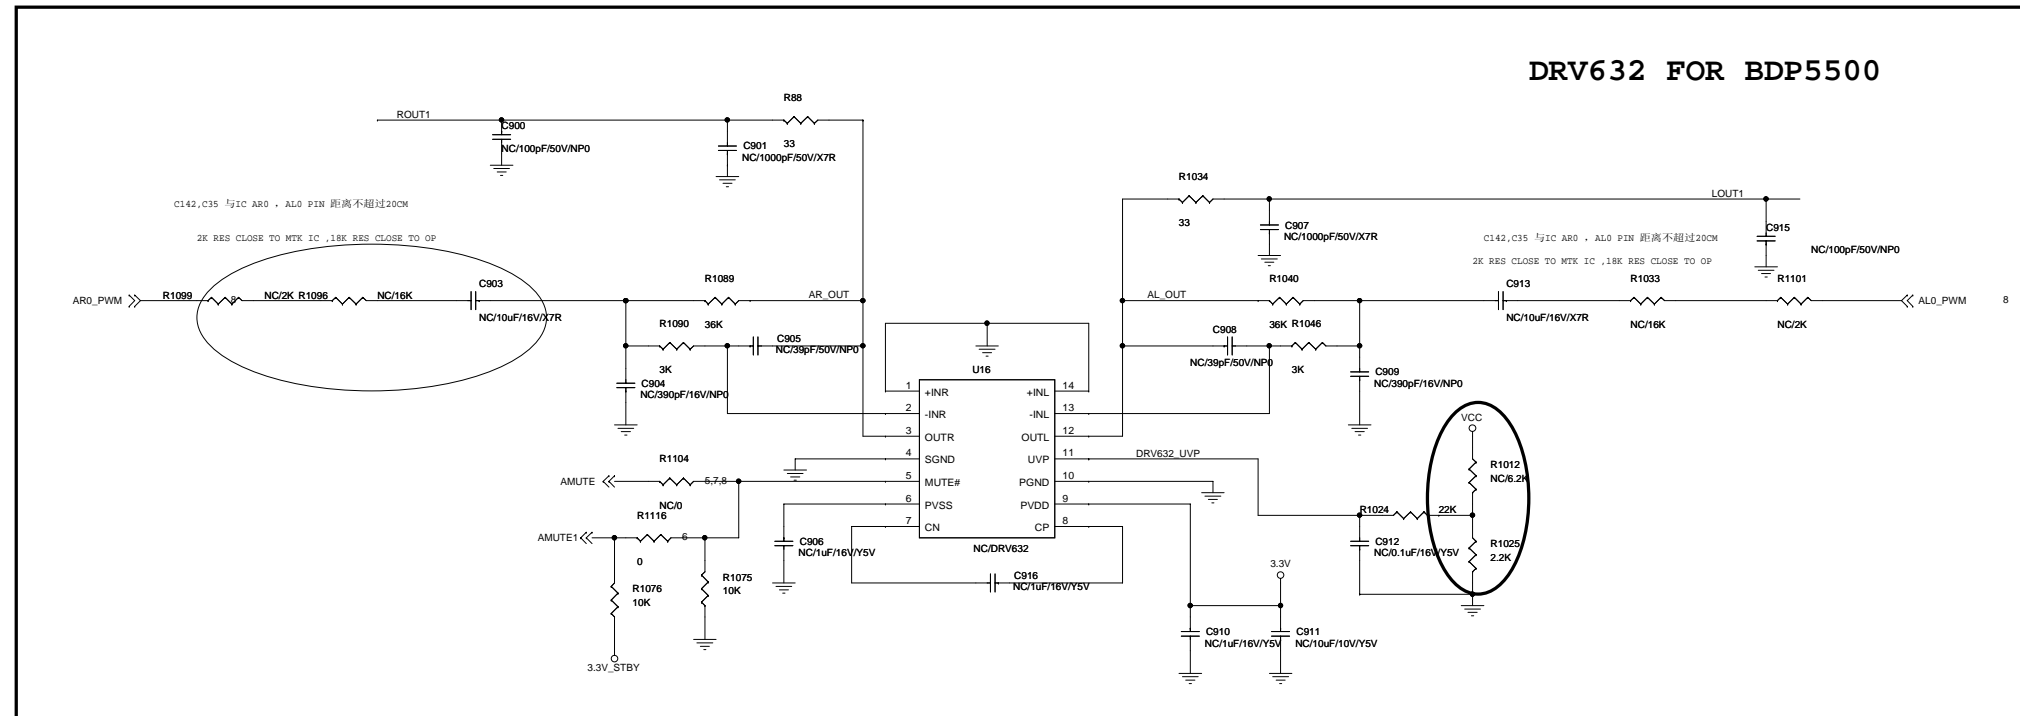 DRV632 FOR BDP5500
R88
ROUT1
C900
NC/100pF/50V/NP0
33
C901
NC/1000pF/50V/X7R
R1034
LOUT1
33
C907
NC/1000pF/50V/X7R
C915
NC/100pF/50V/NP0
C142,C35 与IC AR0 , AL0 PIN 距离不超过20CM
2K RES CLOSE TO MTK IC ,18K RES CLOSE TO OP
C142,C35 与IC AR0 , AL0 PIN 距离不超过20CM
2K RES CLOSE TO MTK IC ,18K RES CLOSE TO OP
AR0_PWM
R1099
8
NC/2K
R1096
NC/16K
C903
NC/10uF/16V/X7R
R1089
36K
AR_OUT
R1090
3K
C905
NC/39pF/50V/NP0
C904
NC/390pF/16V/NP0
AL_OUT
R1040
36K
R1046
3K
C908
NC/39pF/50V/NP0
C909
NC/390pF/16V/NP0
C913
NC/10uF/16V/X7R
R1033
NC/16K
R1101
NC/2K
AL0_PWM
8
U16
1
+INR
+INL
14
2
-INR
-INL
13
3
OUTR
OUTL
12
4
SGND
UVP
11
5
MUTE#
PGND
10
6
PVSS
PVDD
9
7
CN
CP
8
NC/DRV632
DRV632_UVP
AMUTE
R1104
5,7,8
NC/0
R1116
AMUTE1
6
0
R1076
10K
R1075
10K
3.3V_STBY
C906
NC/1uF/16V/Y5V
C916
NC/1uF/16V/Y5V
3.3V
C910
NC/1uF/16V/Y5V
C911
NC/10uF/10V/Y5V
VCC
R1012
NC/6.2K
R1024
22K
C912
NC/0.1uF/16V/Y5V
R1025
2.2K